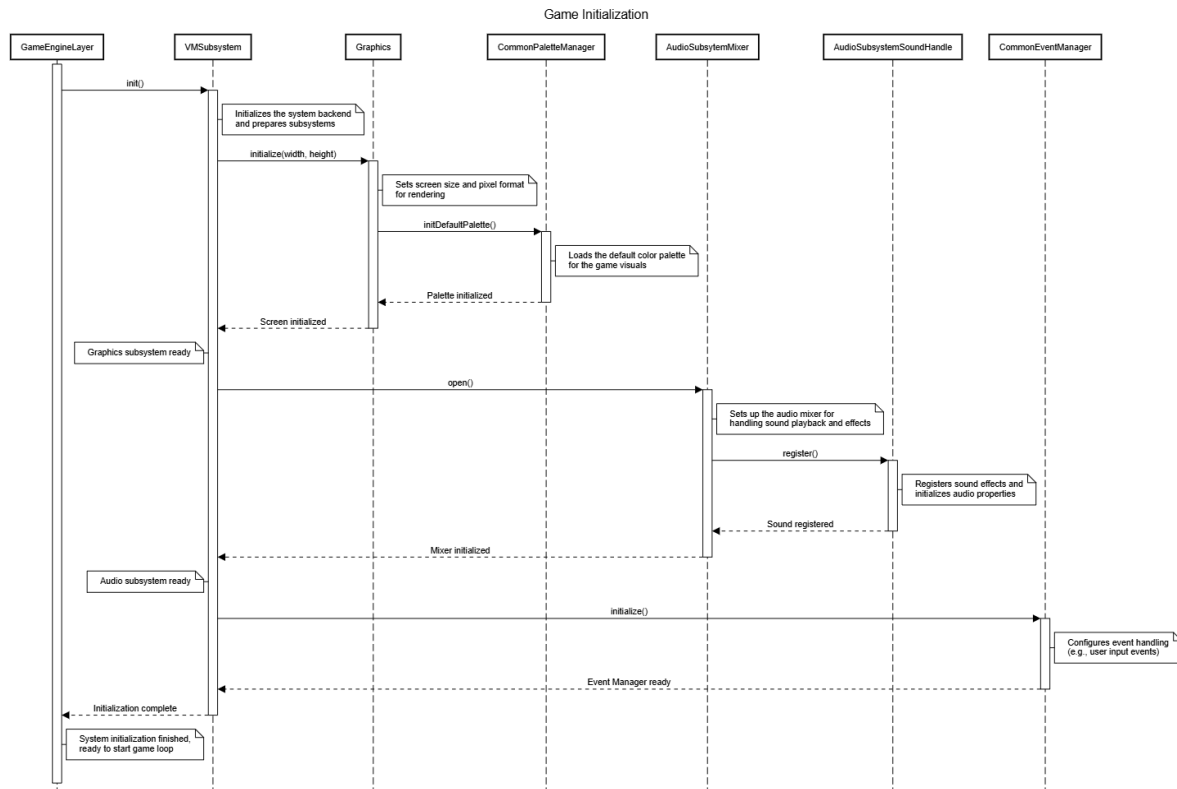 Game Initialization
GameEngineLayer
VMSubsystem
Graphics
CommonPaletteManager
AudioSubsytemMixer
AudioSubsystemSoundHandle
CommonEventManager
init()
Initializes the system backend
and prepares subsystems
initialize(width, height)
Sets screen size and pixel format
for rendering
initDefaultPalette()
Loads the default color palette
for the game visuals
Palette initialized
Screen initialized
Graphics subsystem ready
open()
Sets up the audio mixer for
handling sound playback and effects
register()
Registers sound effects and
initializes audio properties
Sound registered
Mixer initialized
Audio subsystem ready
initialize()
Configures event handling
(e.g., user input events)
Event Manager ready
Initialization complete
System initialization finished,
ready to start game loop